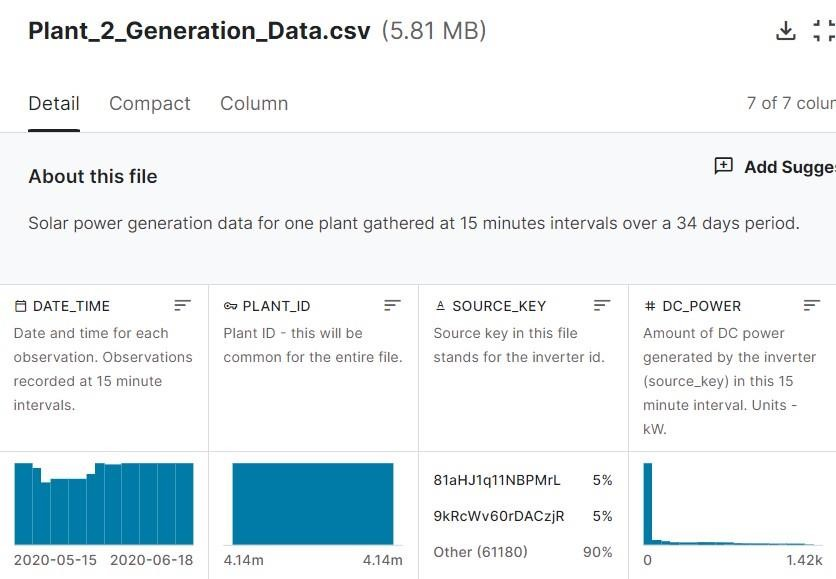 Plant_2_Generation_Data.csv (5.81 MB)
Detail Compact Column 7 of 7 colur
About this file
Add Sugge
Solar power generation data for one plant gathered at 15 minutes intervals over a 34 days period.
DATE_TIME
Date and time for each
observation. Observations
recorded at 15 minute
intervals.
2020-05-15 2020-06-18
PLANT_ID
Plant ID - this will be
common for the entire file.
4.14m 4.14m
SOURCE_KEY
Source key in this file
stands for the inverter id.
81aHJ1q11NBPMrL 5%
9kRcWv60rDACzjR 5%
Other (61180) 90%
DC_POWER
Amount of DC power
generated by the inverter
(source_key) in this 15
minute interval. Units -
kW.
0 1.42k